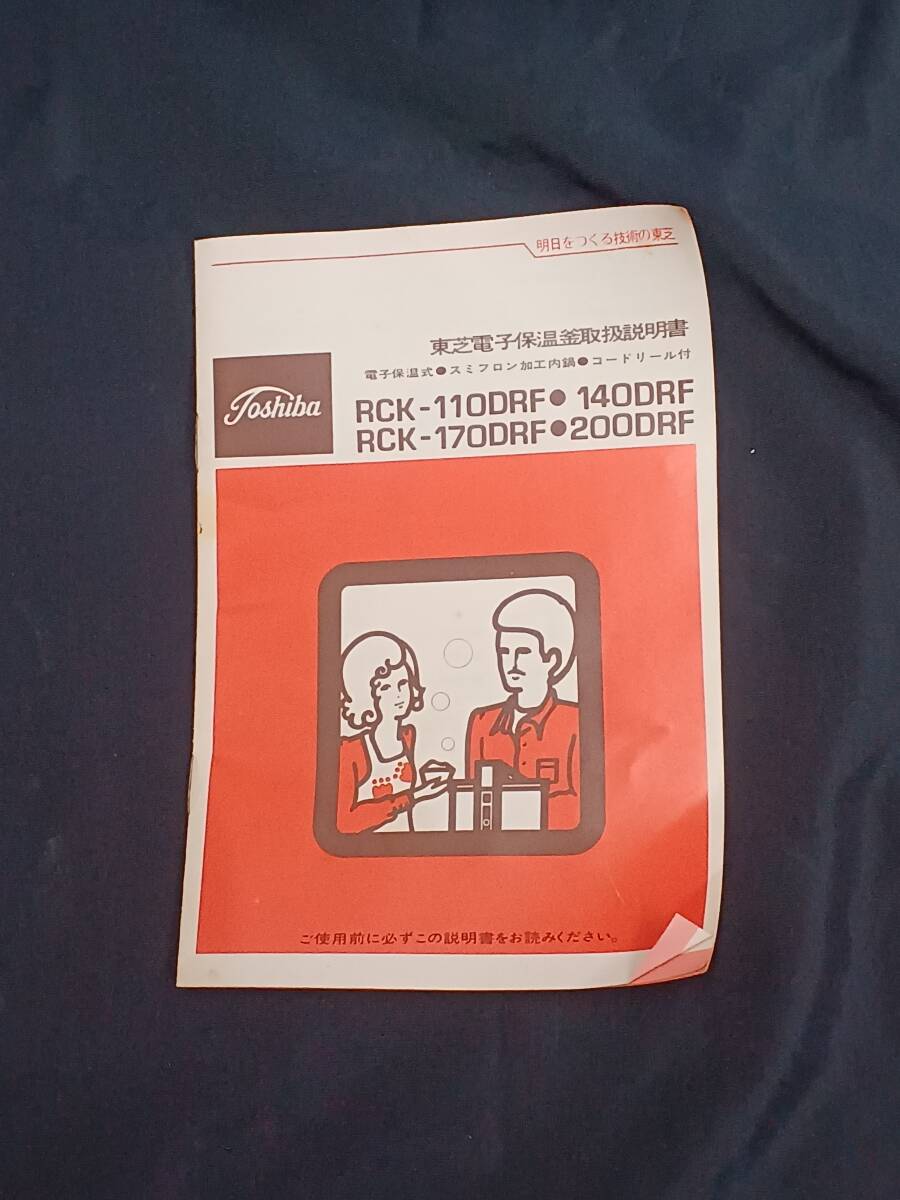 明日をつくる技術の東芝
東芝電子保温釜取扱説明書
電子保温式●スミフロン加工内鍋●コードリール付
Toshiba
RCK-110DRF● 140DRF
RCK-170DRF●200DRF
ご使用前に必ずこの説明書をお読みください。